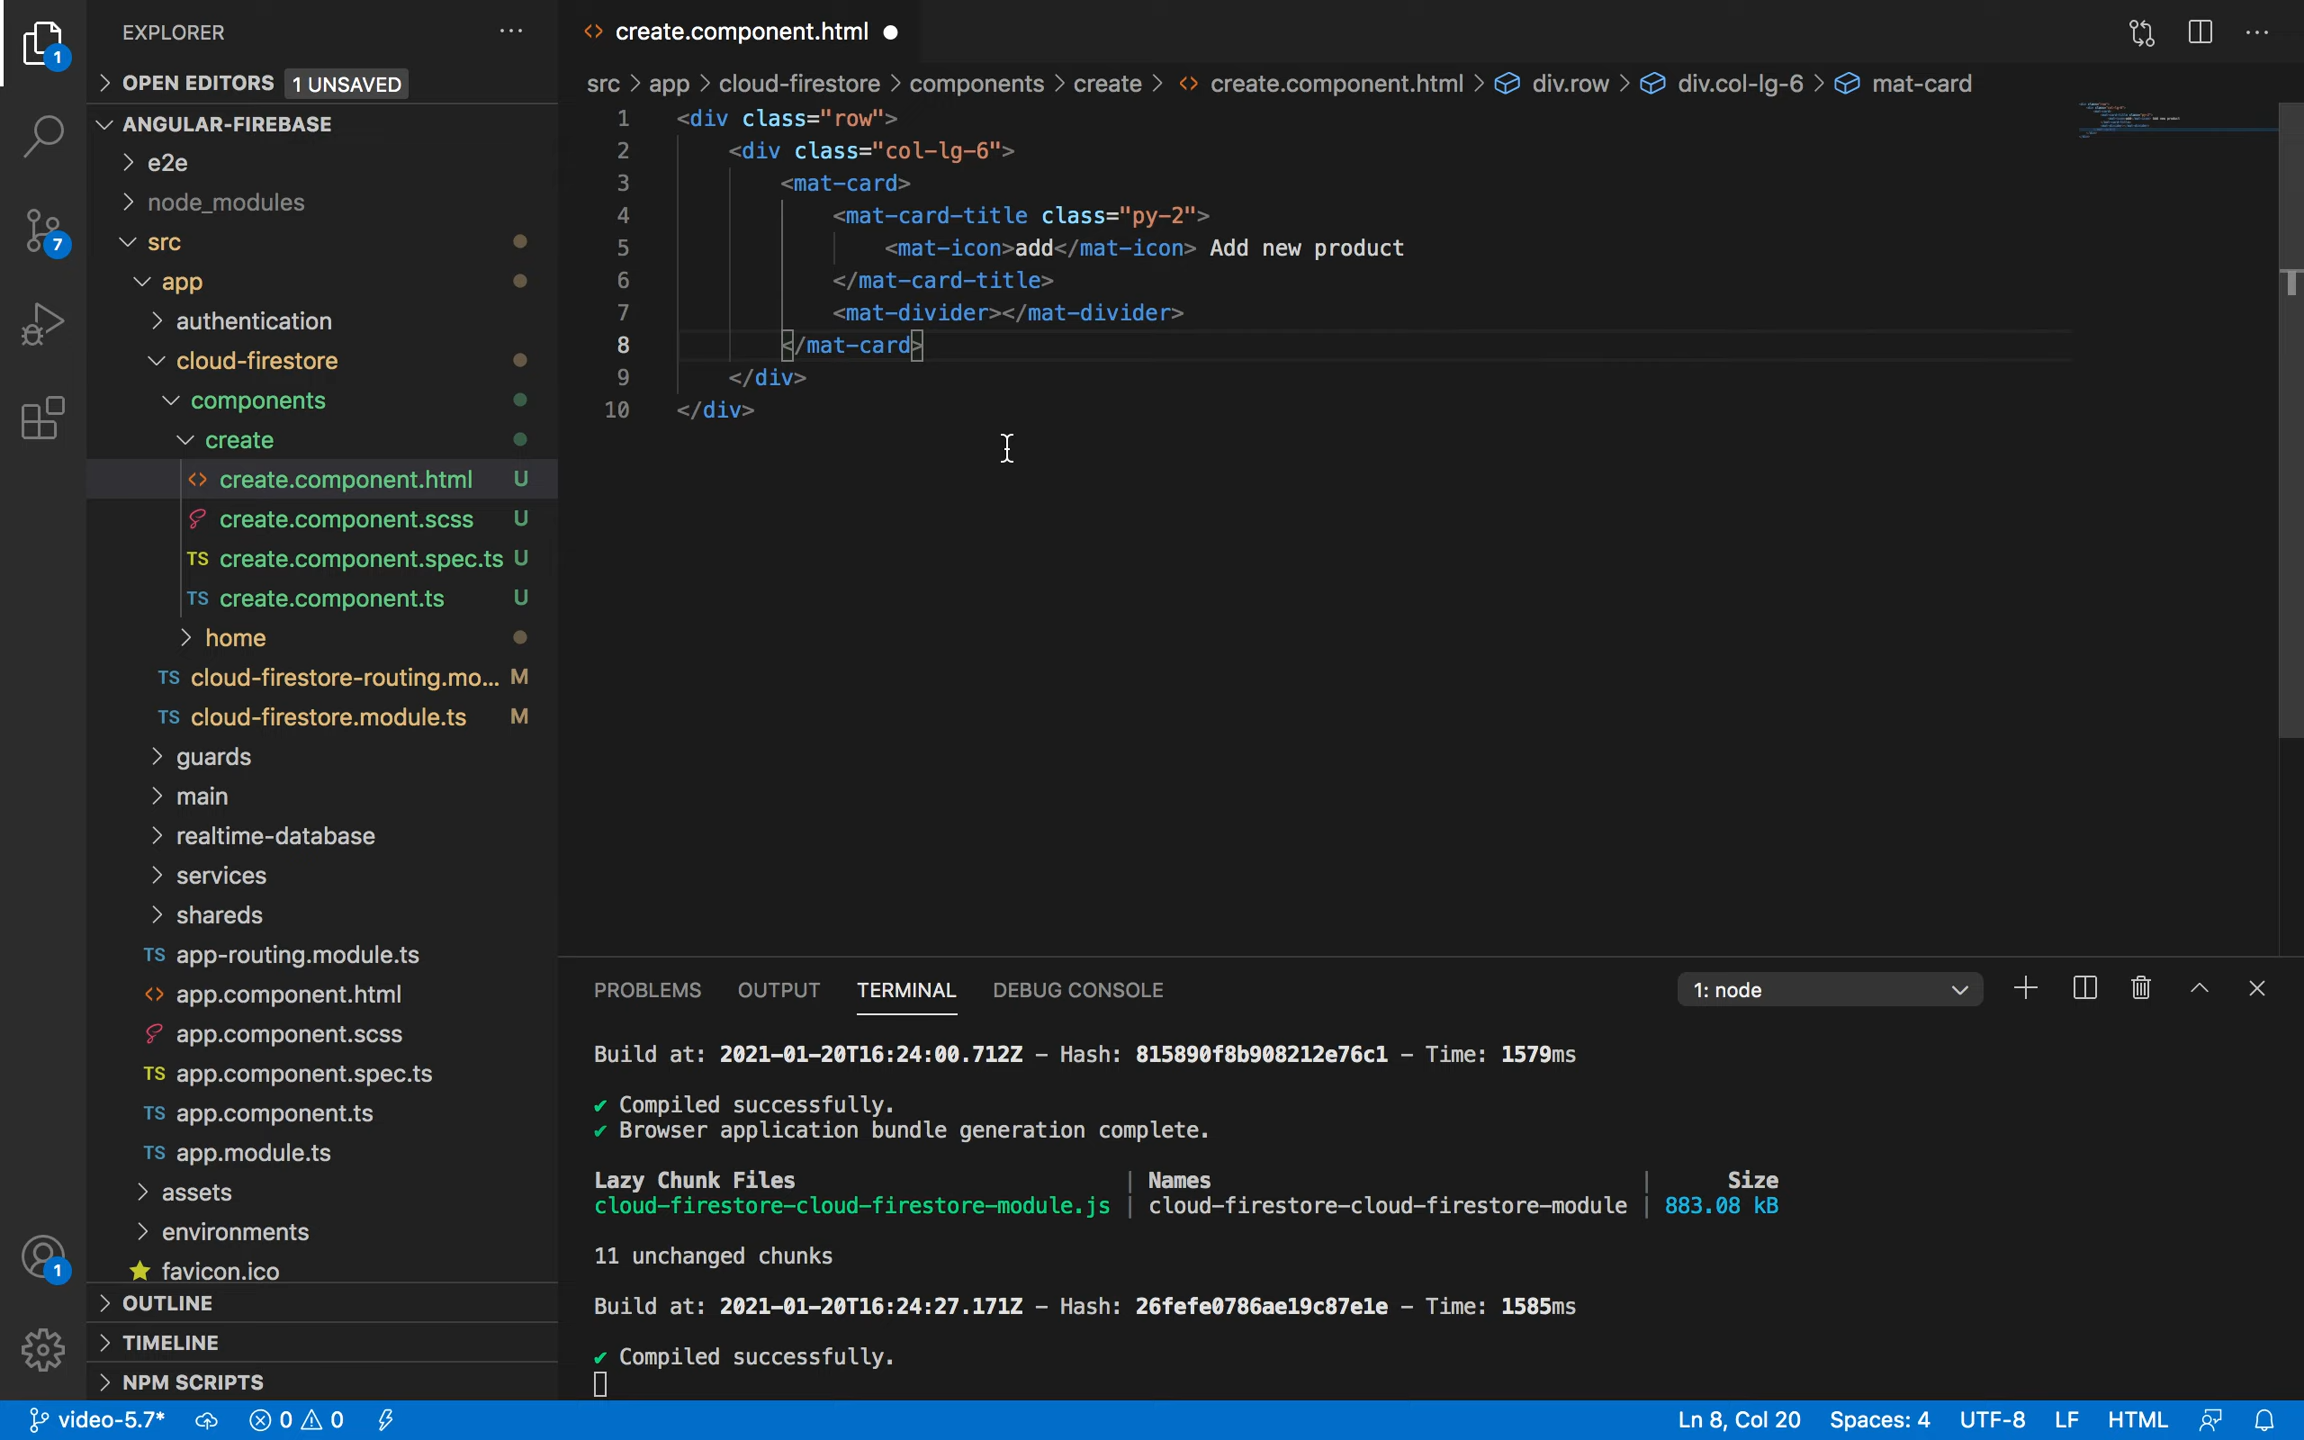 EXPLORER
OPEN EDITORS 1 UNSAVED
ANGULAR-FIREBASE
e2e
node_modules
src
app
authentication
cloud-firestore
components
create
create.component.html U
create.component.scss U
TS create.component.spec.ts U
TS create.component.ts U
home
TS cloud-firestore-routing.mo... M
TS cloud-firestore.module.ts M
guards
main
realtime-database
services
shareds
TS app-routing.module.ts
app.component.html
app.component.scss
TS app.component.spec.ts
TS app.component.ts
TS app.module.ts
assets
environments
favicon.ico
OUTLINE
TIMELINE
NPM SCRIPTS
1
7
1
create.component.html
src > app > cloud-firestore > components > create > create.component.html > div.row > div.col-lg-6 > mat-card
1 <div class="row">
2 <div class="col-lg-6">
3 <mat-card>
4 <mat-card-title class="py-2">
5 <mat-icon>add</mat-icon> Add new product
6 </mat-card-title>
7 <mat-divider></mat-divider>
8 </mat-card>
9 </div>
10 </div>
PROBLEMS OUTPUT TERMINAL DEBUG CONSOLE 1: node
Build at: 2021-01-20T16:24:00.712Z - Hash: 815890f8b908212e76c1 - Time: 1579ms
✔ Compiled successfully.
✔ Browser application bundle generation complete.
Lazy Chunk Files | Names | Size
cloud-firestore-cloud-firestore-module.js | cloud-firestore-cloud-firestore-module | 883.08 kB
11 unchanged chunks
Build at: 2021-01-20T16:24:27.171Z - Hash: 26fefe0786ae19c87e1e - Time: 1585ms
✔ Compiled successfully.
video-5.7* 0 0 Ln 8, Col 20 Spaces: 4 UTF-8 LF HTML